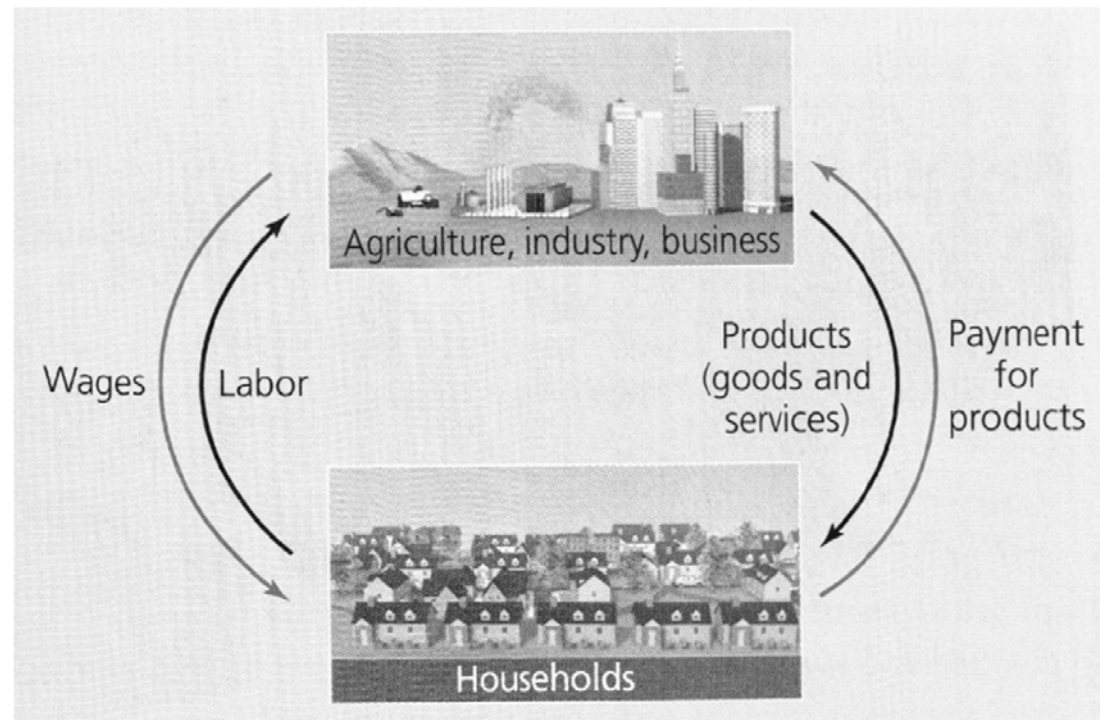 Agriculture, industry, business
Wages
Labor
Products
(goods and
services)
Payment
for
products
Households